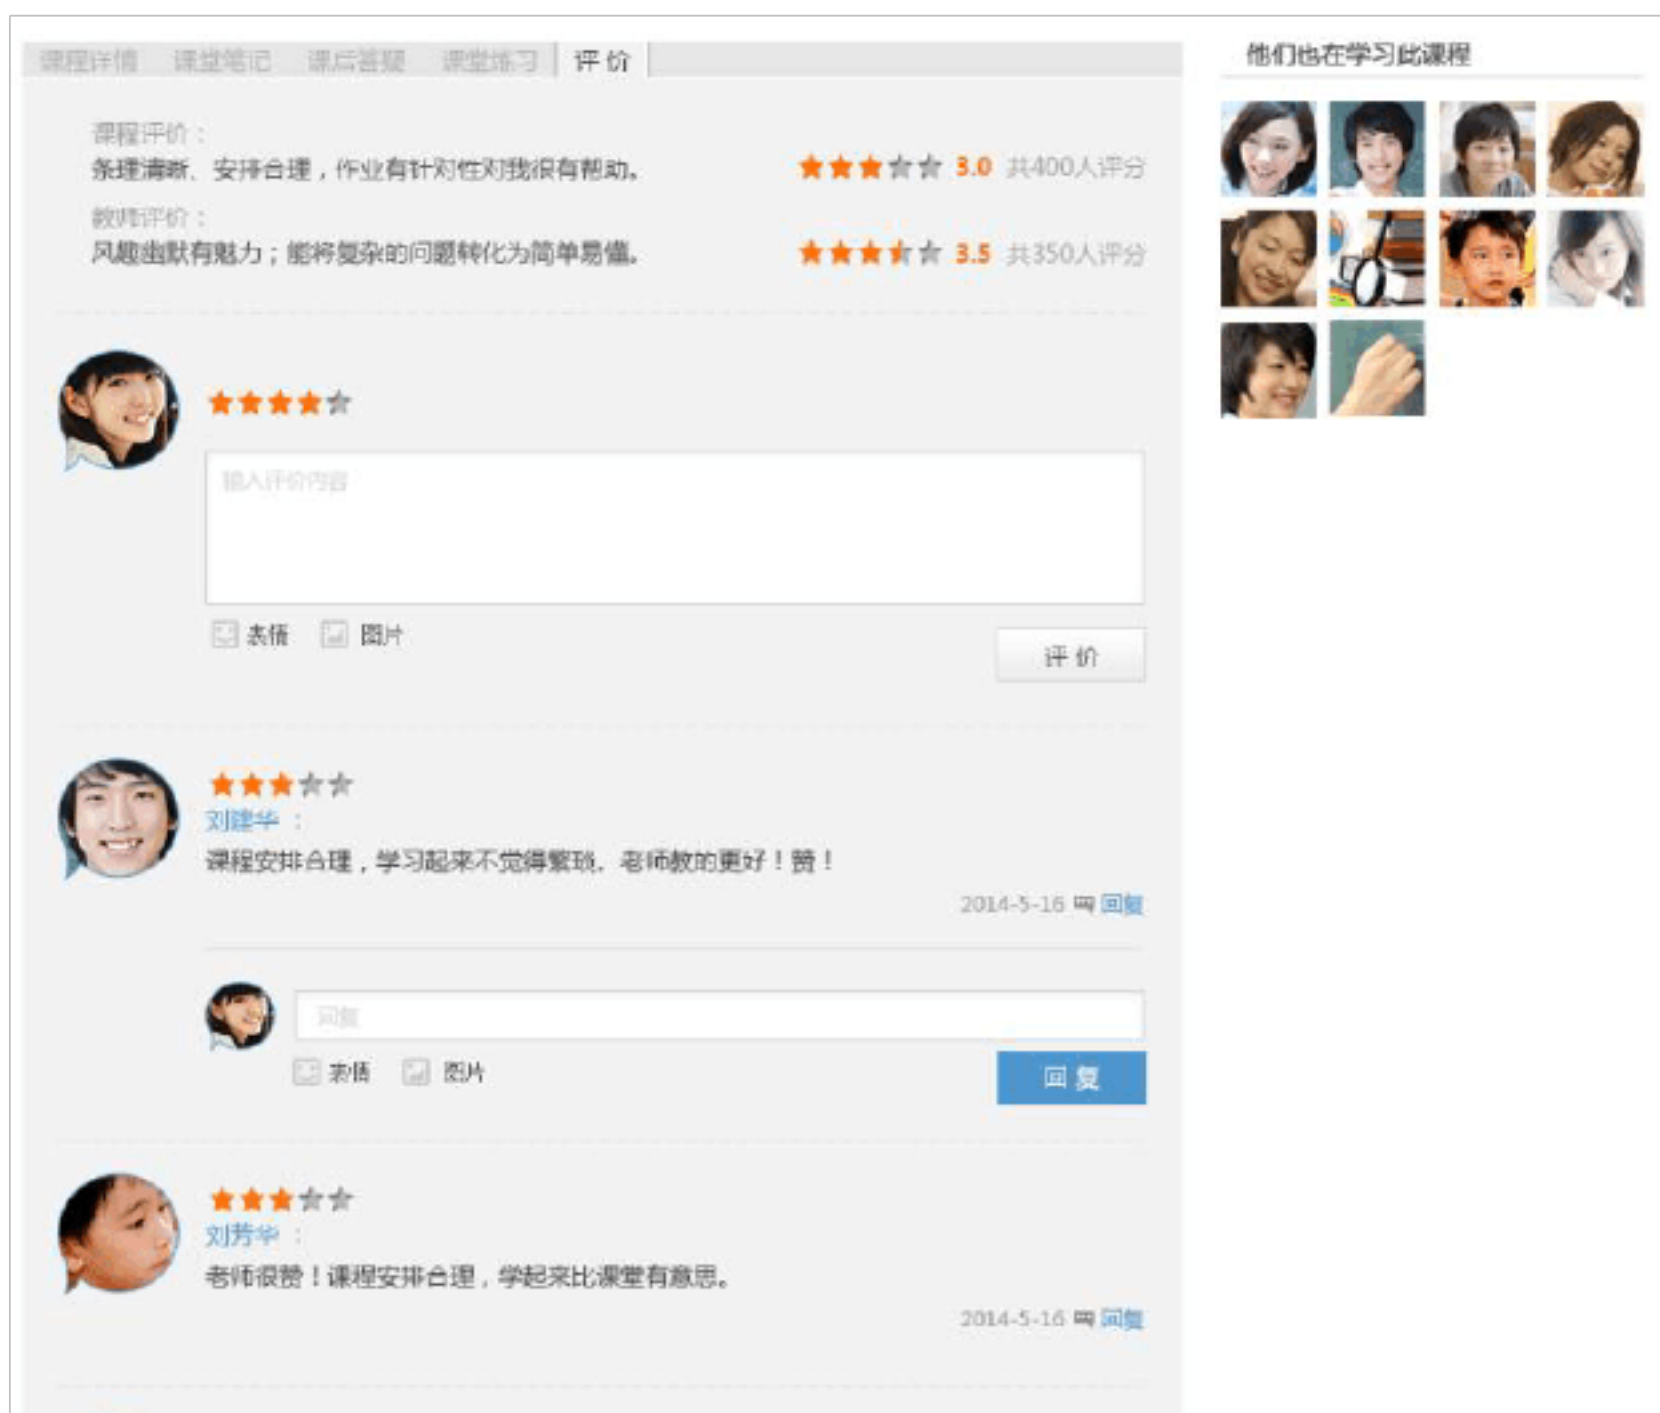 课程详情 课堂笔记 课后答疑 课堂练习 评价
他们也在学习此课程
课程评价：
条理清晰、安排合理，作业有针对性对我很有帮助。 3.0 共400人评分
教师评价：
风趣幽默有魅力；能将复杂的问题转化为简单易懂。 3.5 共350人评分
输入评价内容
表情 图片
评价
刘建华：
课程安排合理，学习起来不觉得繁琐。老师教的更好！赞！
2014-5-16 回复
回复
表情 图片
回复
刘芳华：
老师很赞！课程安排合理，学起来比课堂有意思。
2014-5-16 回复